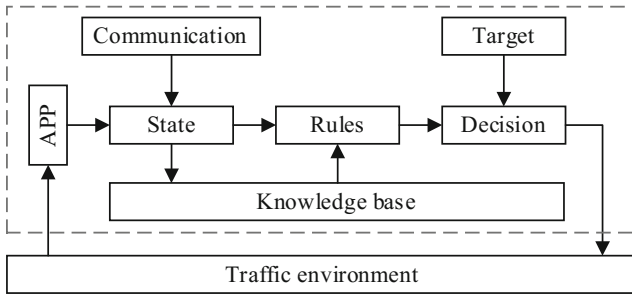 Communication
Target
APP
State
Rules
Decision
Knowledge base
Traffic environment